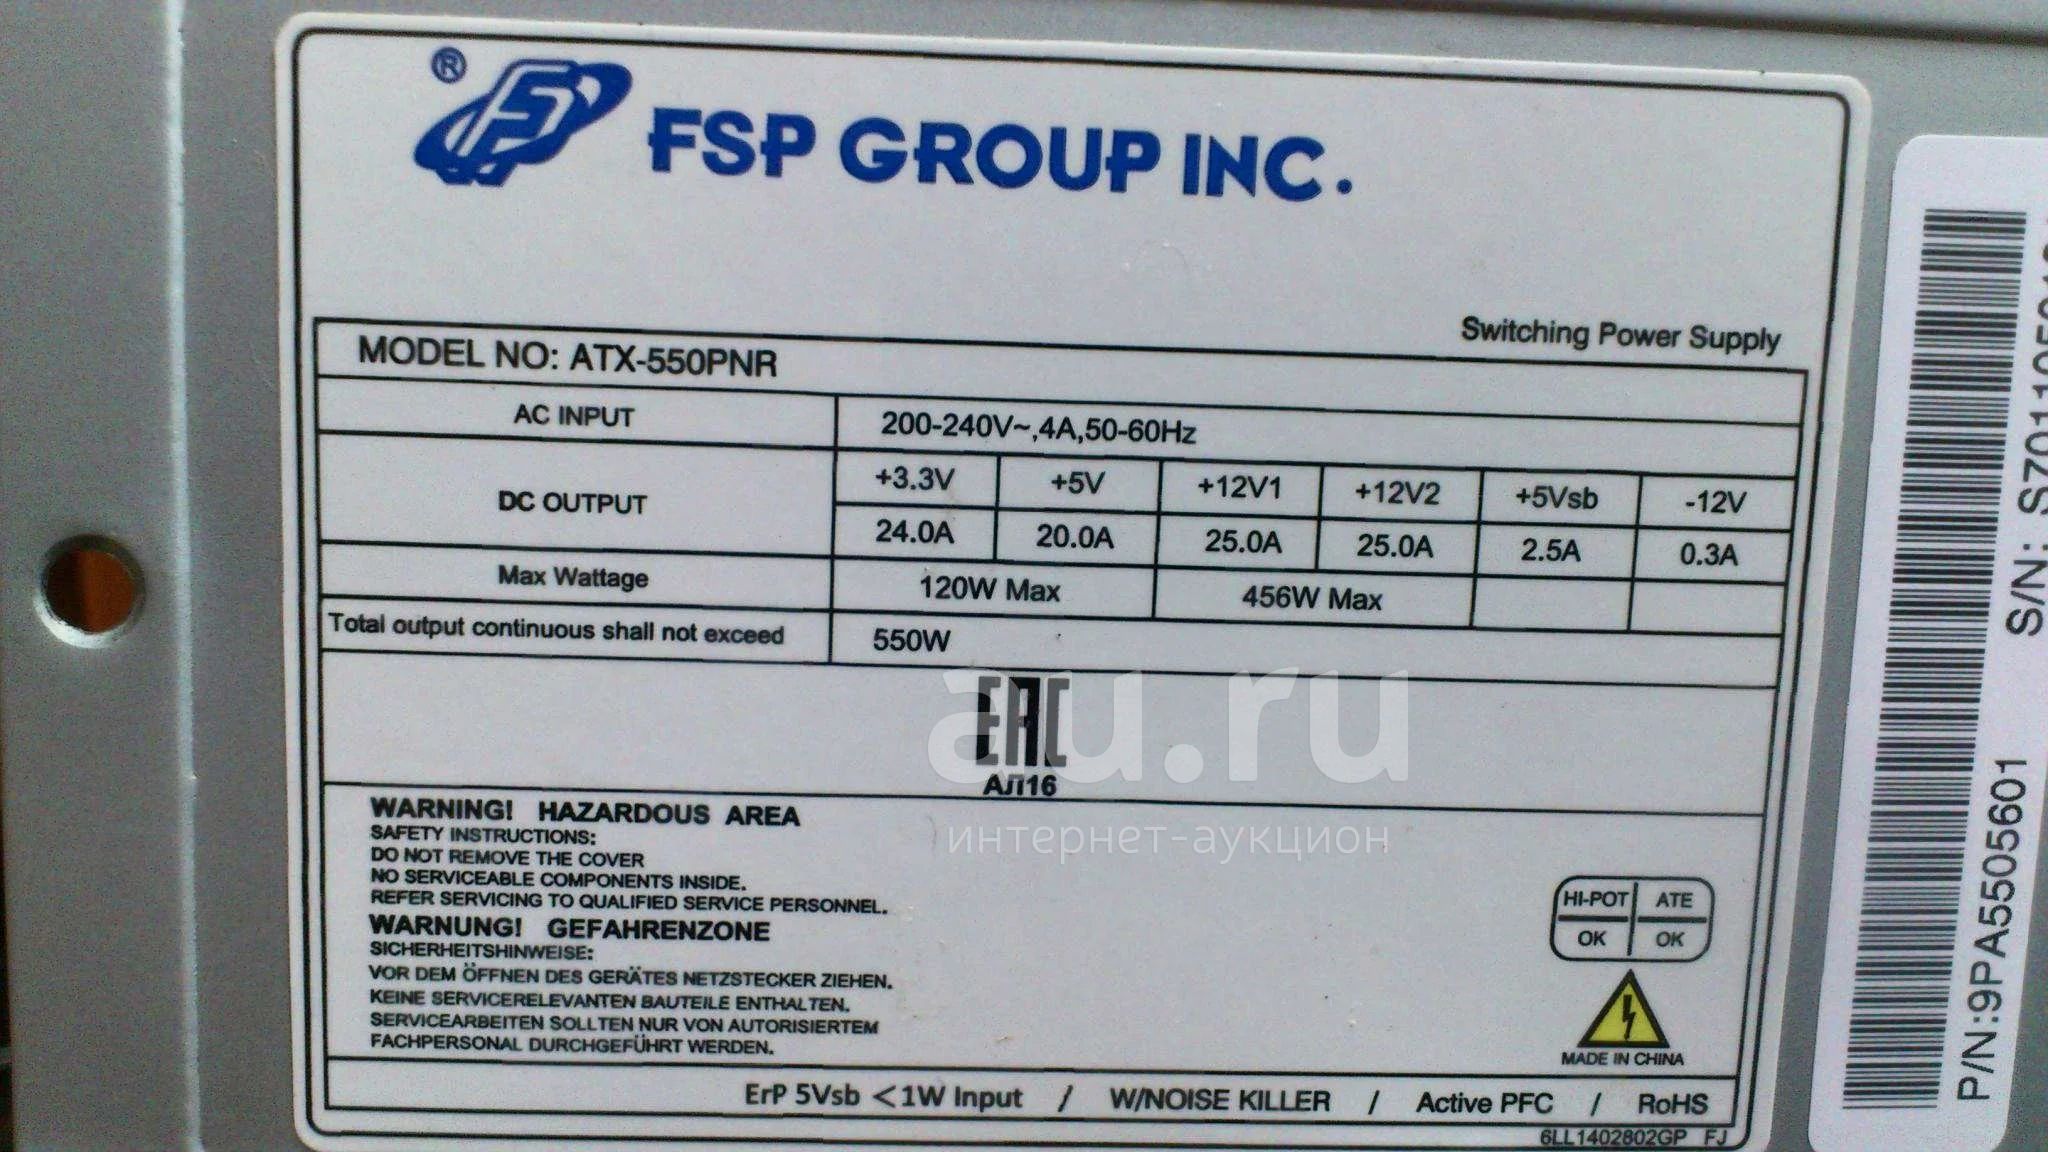 ®
FSP GROUP INC.
Switching Power Supply
MODEL NO: ATX-550PNR
AC INPUT 200-240V~,4A,50-60Hz
DC OUTPUT +3.3V +5V +12V1 +12V2 +5Vsb -12V
24.0A 20.0A 25.0A 25.0A 2.5A 0.3A
Max Wattage 120W Max 456W Max
Total output continuous shall not exceed 550W
EAC
АЛ16
au.ru
интернет-аукцион
WARNING! HAZARDOUS AREA
SAFETY INSTRUCTIONS:
DO NOT REMOVE THE COVER
NO SERVICEABLE COMPONENTS INSIDE.
REFER SERVICING TO QUALIFIED SERVICE PERSONNEL.
WARNUNG! GEFAHRENZONE
SICHERHEITSHINWEISE:
VOR DEM ÖFFNEN DES GERÄTES NETZSTECKER ZIEHEN.
KEINE SERVICERELEVANTEN BAUTEILE ENTHALTEN.
SERVICEARBEITEN SOLLTEN NUR VON AUTORISIERTEM
FACHPERSONAL DURCHGEFÜHRT WERDEN.
HI-POT ATE
OK OK
MADE IN CHINA
ErP 5Vsb <1W Input / W/NOISE KILLER / Active PFC / RoHS
6LL1402802GP FJ
S/N:
P/N:9PA5505601